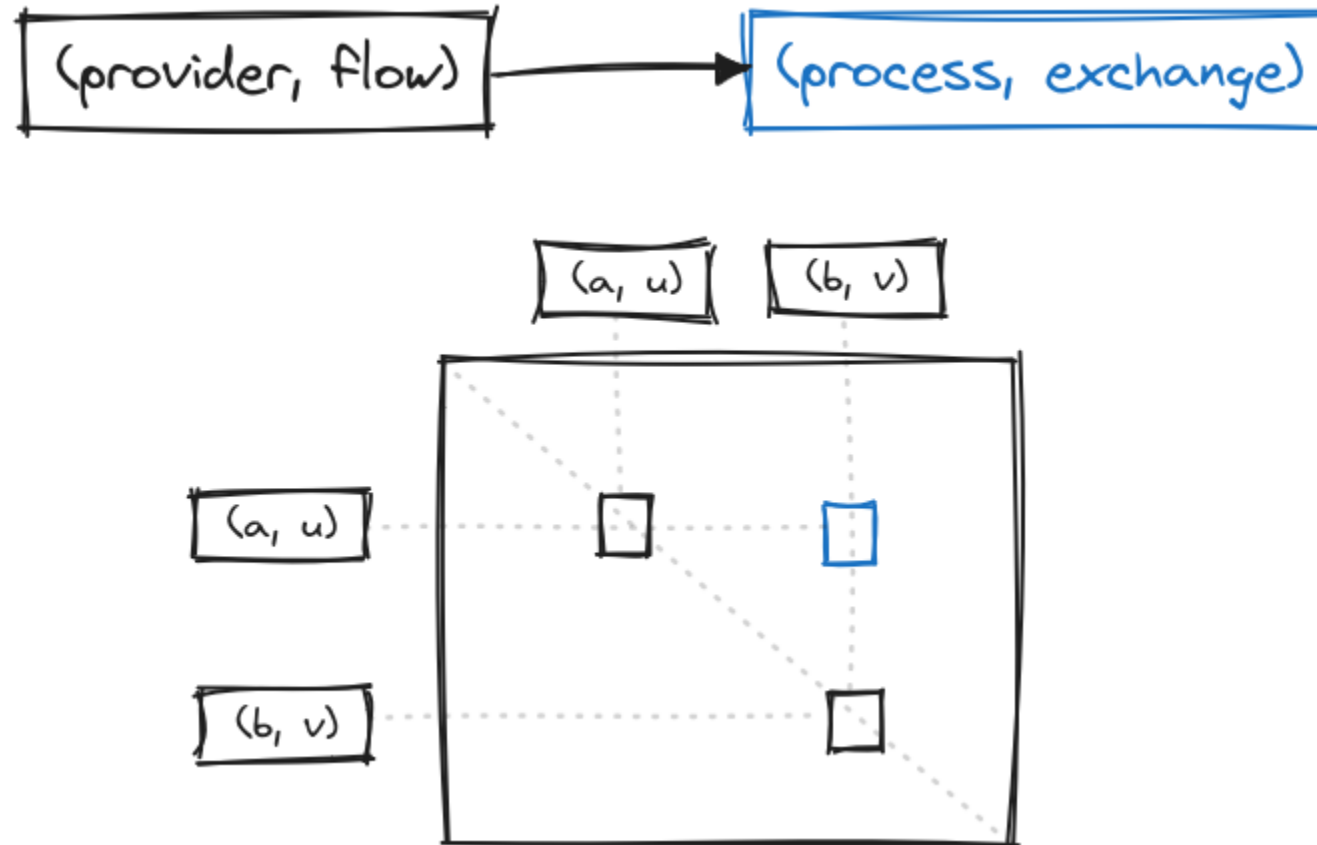 (provider, flow)
(process, exchange)
(a, u)
(b, v)
(a, u)
(b, v)